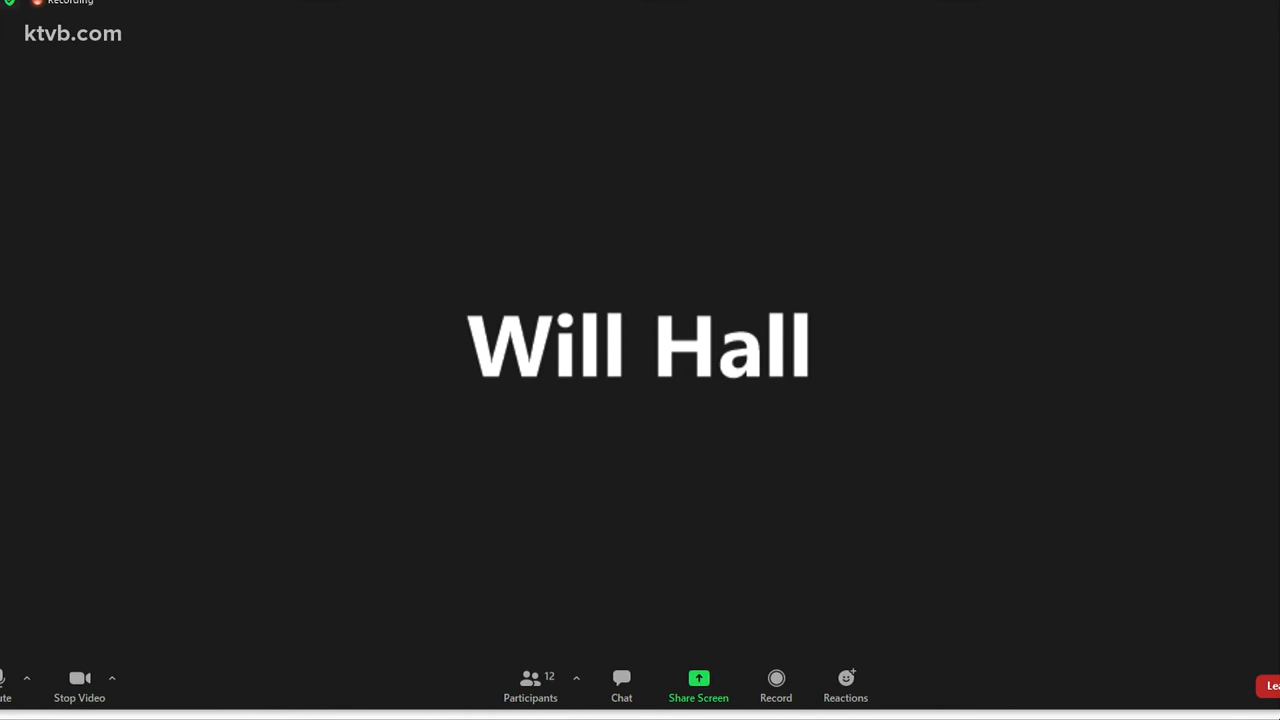 Recording
ktvb.com
Will Hall
12
Stop Video
Participants
Chat
Share Screen
Record
Reactions